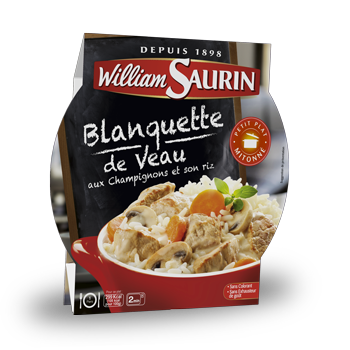 DEPUIS 1898
William SAURIN
Blanquette
de Veau
aux Champignons et son riz
PETIT PLAT
MITONNÉ
2min
• Sans Colorant
• Sans Exhausteur
de goût